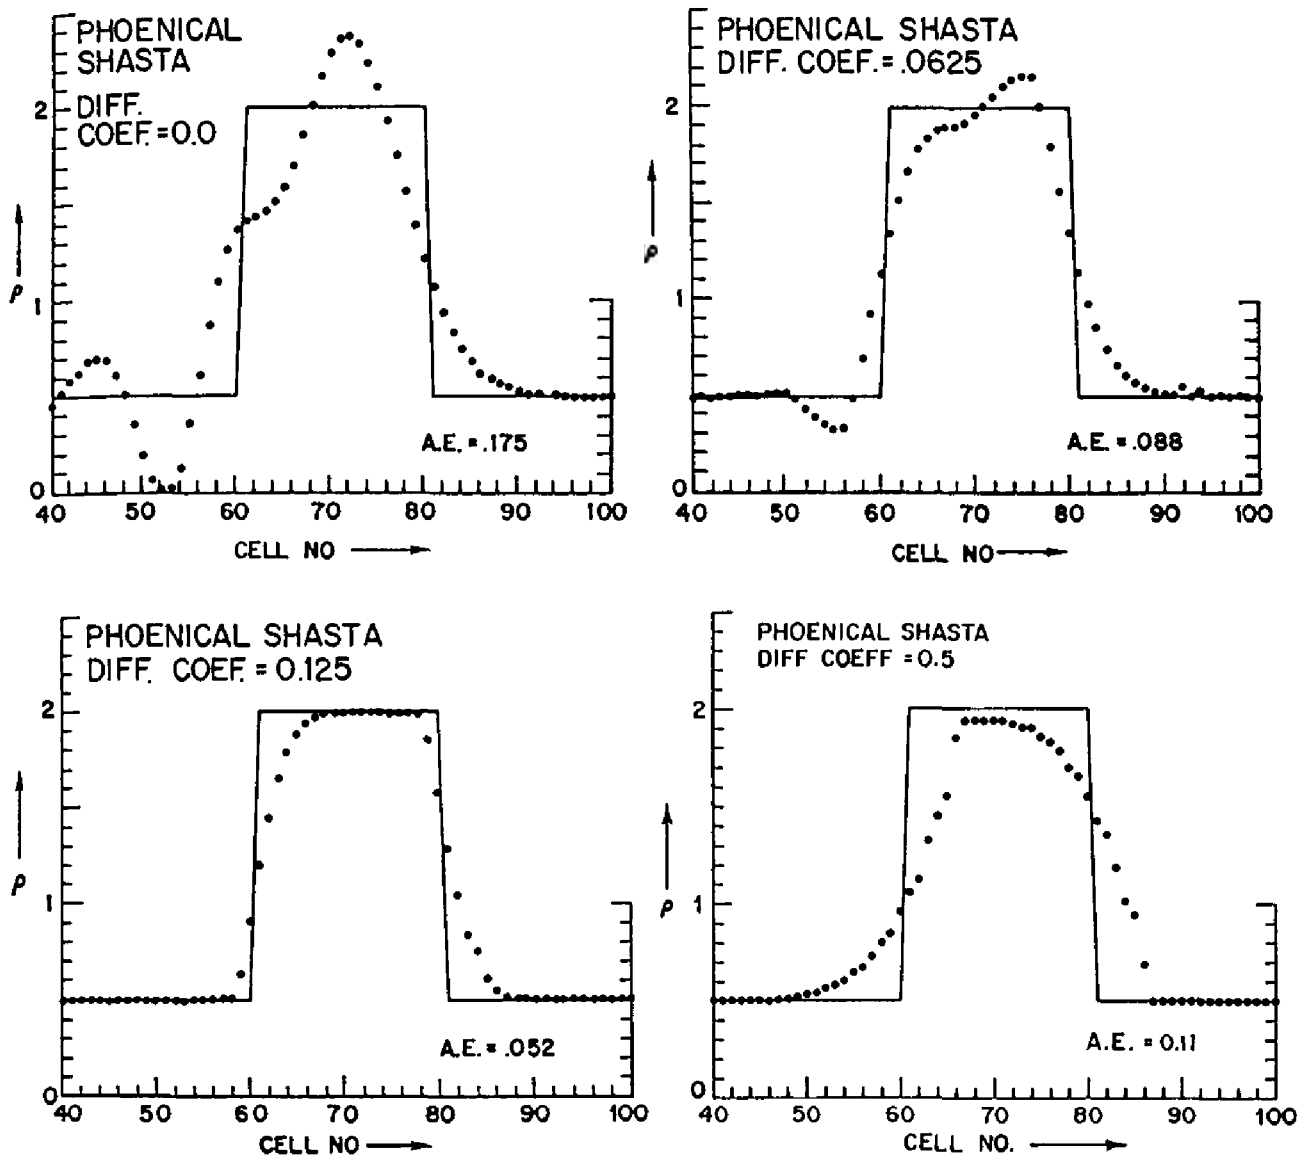 PHOENICAL
SHASTA
DIFF.
COEF.=0.0
2
1
0
ρ
A.E.=.175
40 50 60 70 80 90 100
CELL NO
PHOENICAL SHASTA
DIFF. COEF.=.0625
2
1
0
ρ
A.E.=.088
40 50 60 70 80 90 100
CELL NO
PHOENICAL SHASTA
DIFF. COEF.=0.125
2
1
0
ρ
A.E.=.052
40 50 60 70 80 90 100
CELL NO
PHOENICAL SHASTA
DIFF COEFF =0.5
2
1
0
ρ
A.E.=0.11
40 50 60 70 80 90 100
CELL NO.